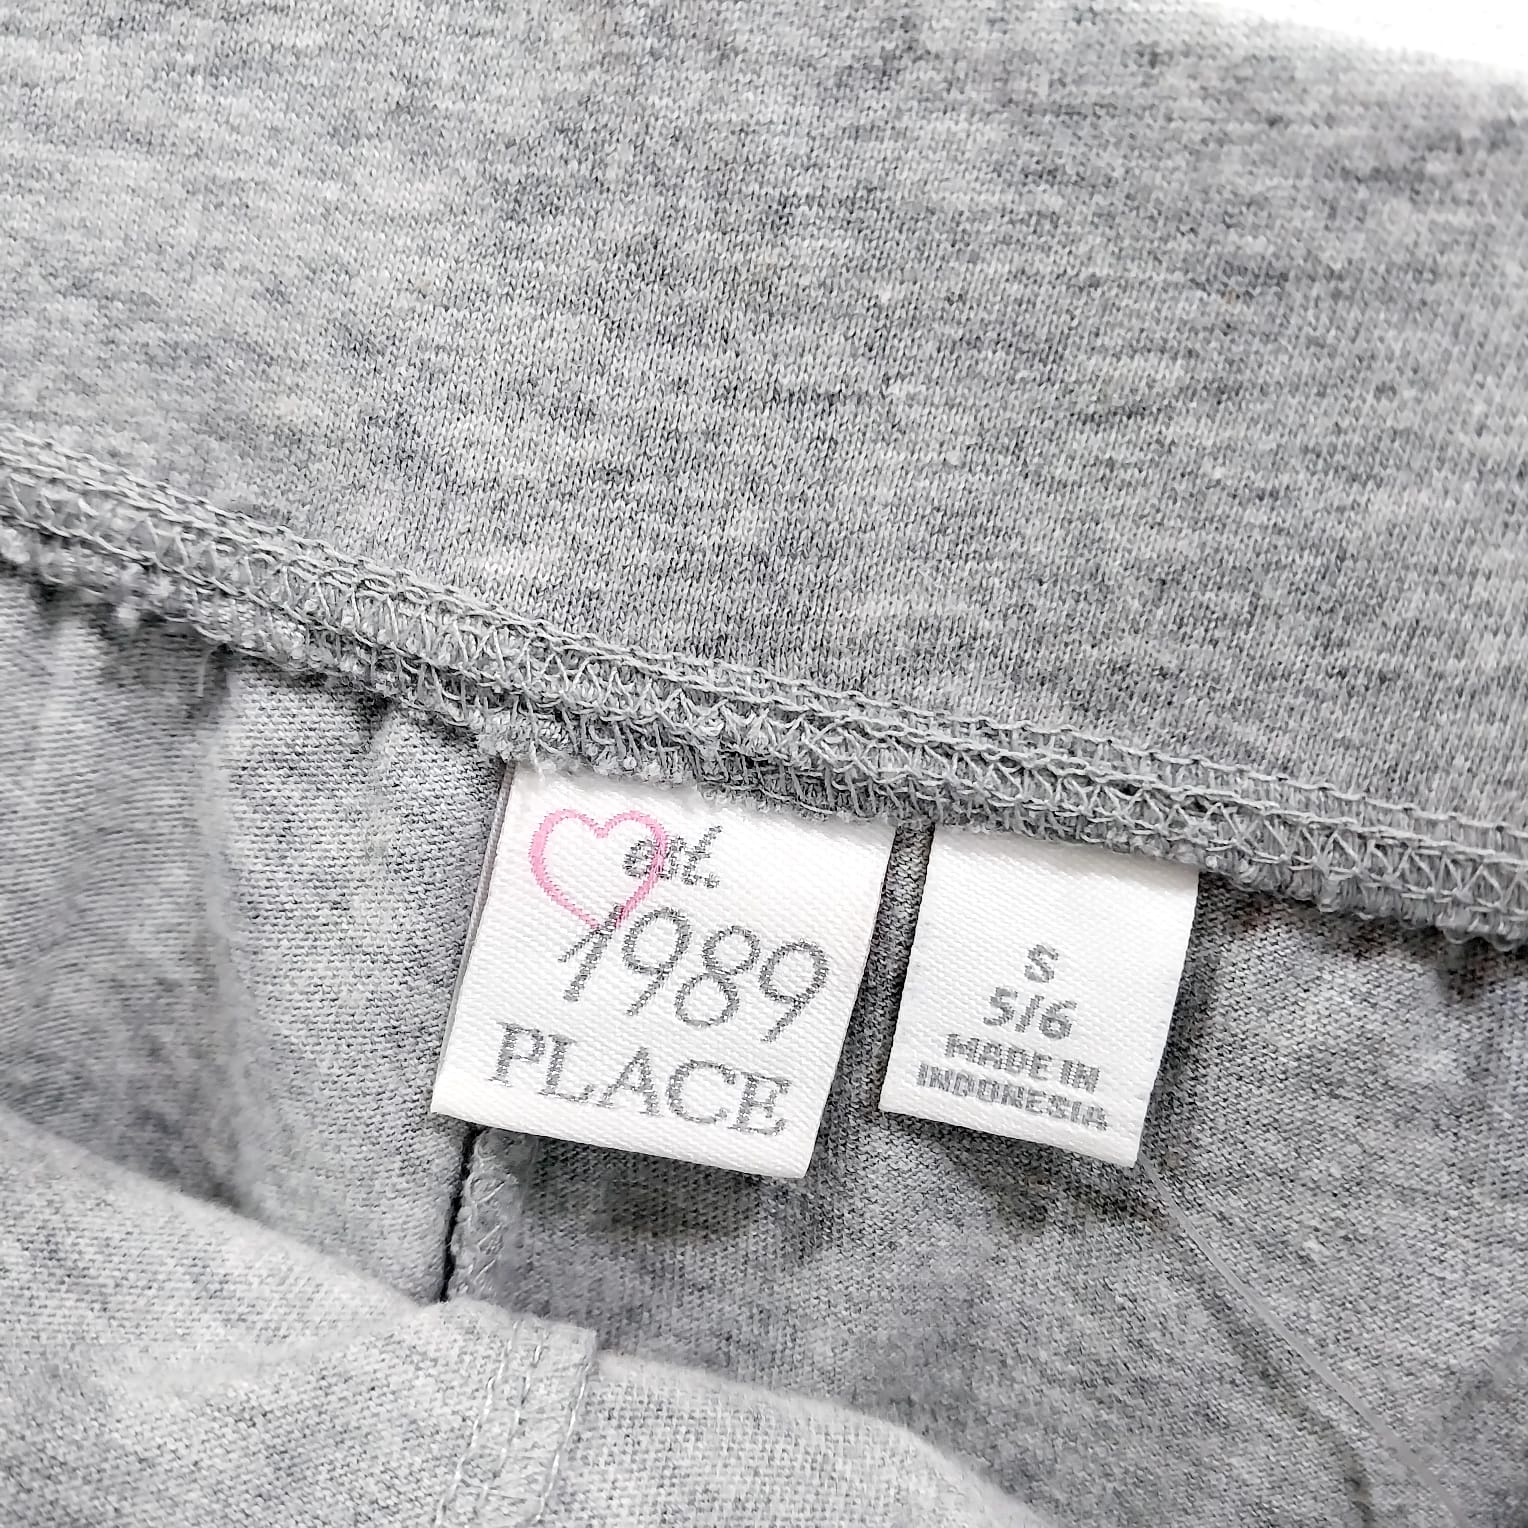 est.
1989
PLACE
S
5/6
MADE IN
INDONESIA